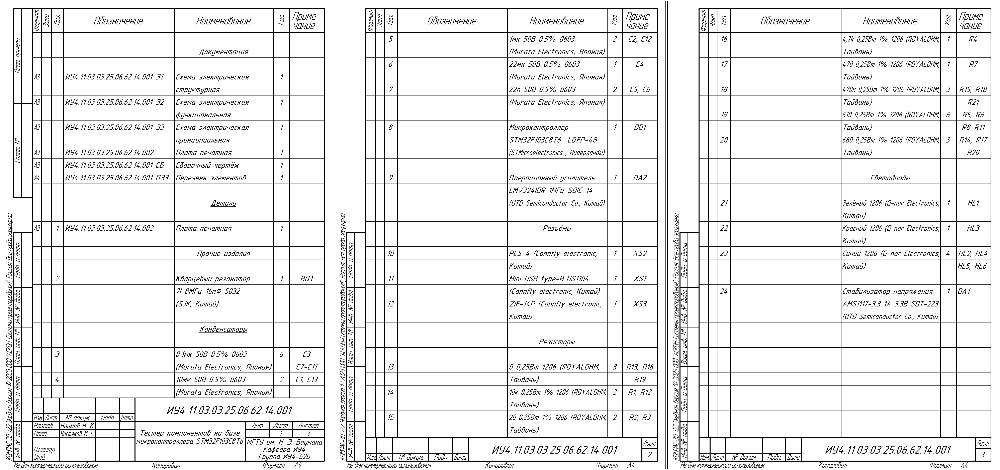 Формат Зона Поз. Обозначение Наименование Кол. Приме-
чание
Документация
А3 ИУ4.11.03.03.25.06.62.14.001 Э1 Схема электрическая 1
структурная
А3 ИУ4.11.03.03.25.06.62.14.001 Э2 Схема электрическая 1
функциональная
А3 ИУ4.11.03.03.25.06.62.14.001 Э3 Схема электрическая 1
принципиальная
А3 ИУ4.11.03.03.25.06.62.14.002 Плата печатная 1
А3 ИУ4.11.03.03.25.06.62.14.001 СБ Сборочный чертёж 1
А4 ИУ4.11.03.03.25.06.62.14.001 ПЭ3 Перечень элементов 1
Детали
А3 1 ИУ4.11.03.03.25.06.62.14.002 Плата печатная 1
Прочие изделия
2 Кварцевый резонатор 1 BQ1
7I 8МГц 16пФ 5032
(SJK, Китай)
Конденсаторы
3 0.1мк 50В 0.5% 0603 6 C3
(Murata Electronics, Япония) C7-C11
4 10мк 50В 0.5% 0603 2 C1, C13
(Murata Electronics, Япония)
Перв. примен.
Справ. №
Подп. и дата
Инв. № дубл.
Взам. инв. №
Подп. и дата
Инв. № подл.
КОМПАС-3D v22 Учебная версия © 2023 ООО "АСКОН-Системы проектирования", Россия. Все права защищены.
ИУ4.11.03.03.25.06.62.14.001
Изм. Лист № докум. Подп. Дата
Разраб. Наумов И. К.
Пров. Чистяков М. Г.
Н.контр.
Утв.
Тестер компонентов на базе
микроконтроллера STM32F103C8T6
Лит. Лист Листов
1 3
МГТУ им. Н. Э. Баумана
Кафедра ИУ4
Группа ИУ4-62Б
Не для коммерческого использования Копировал Формат А4
Формат Зона Поз. Обозначение Наименование Кол. Приме-
чание
5 1мк 50В 0.5% 0603 2 C2, C12
(Murata Electronics, Япония)
6 22мк 50В 0.5% 0603 1 C4
(Murata Electronics, Япония)
7 22п 50В 0.5% 0603 2 C5, C6
(Murata Electronics, Япония)
8 Микроконтроллер 1 DD1
STM32F103C8T6 LQFP-48
(STMicroelectronics , Нидерланды)
9 Операционный усилитель 1 DA2
LMV324IDR 1МГц SOIC-14
(UTD Semiconductor Co., Китай)
Разъёмы
10 PLS-4 (Connfly electronic, 1 XS2
Китай)
11 Mini USB type-B DS1104 1 XS1
(Connfly electronic, Китай)
12 ZIF-14P (Connfly electronic, 1 XS3
Китай)
Резисторы
13 0 0,25Вт 1206 (ROYALOHM, 3 R13, R16
Тайвань) R19
14 10к 0,25Вт 1% 1206 (ROYALOHM, 2 R1, R12
Тайвань)
15 20 0,25Вт 1% 1206 (ROYALOHM, 2 R2, R3
Тайвань)
Подп. и дата
Инв. № дубл.
Взам. инв. №
Подп. и дата
Инв. № подл.
КОМПАС-3D v22 Учебная версия © 2023 ООО "АСКОН-Системы проектирования", Россия. Все права защищены.
ИУ4.11.03.03.25.06.62.14.001
Изм. Лист № докум. Подп. Дата
Лист
2
Не для коммерческого использования Копировал Формат А4
Формат Зона Поз. Обозначение Наименование Кол. Приме-
чание
16 4,7k 0,25Вт 1% 1206 (ROYALOHM, 1 R4
Тайвань)
17 470 0,25Вт 1% 1206 (ROYALOHM, 1 R7
Тайвань)
18 470k 0,25Вт 1% 1206 (ROYALOHM, 3 R15, R18
Тайвань) R21
19 510 0,25Вт 1% 1206 (ROYALOHM, 6 R5, R6
Тайвань) R8-R11
20 680 0,25Вт 1% 1206 (ROYALOHM, 3 R14, R17
Тайвань) R20
Светодиоды
21 Зелёный 1206 (G-nor Electronics, 1 HL1
Китай)
22 Красный 1206 (G-nor Electronics, 1 HL3
Китай)
23 Синий 1206 (G-nor Electronics, 4 HL2, HL4
Китай) HL5, HL6
24 Стабилизатор напряжения 1 DA1
AMS1117-3.3 1А 3.3В SOT-223
(UTD Semiconductor Co., Китай)
Подп. и дата
Инв. № дубл.
Взам. инв. №
Подп. и дата
Инв. № подл.
КОМПАС-3D v22 Учебная версия © 2023 ООО "АСКОН-Системы проектирования", Россия. Все права защищены.
ИУ4.11.03.03.25.06.62.14.001
Изм. Лист № докум. Подп. Дата
Лист
3
Не для коммерческого использования Копировал Формат А4